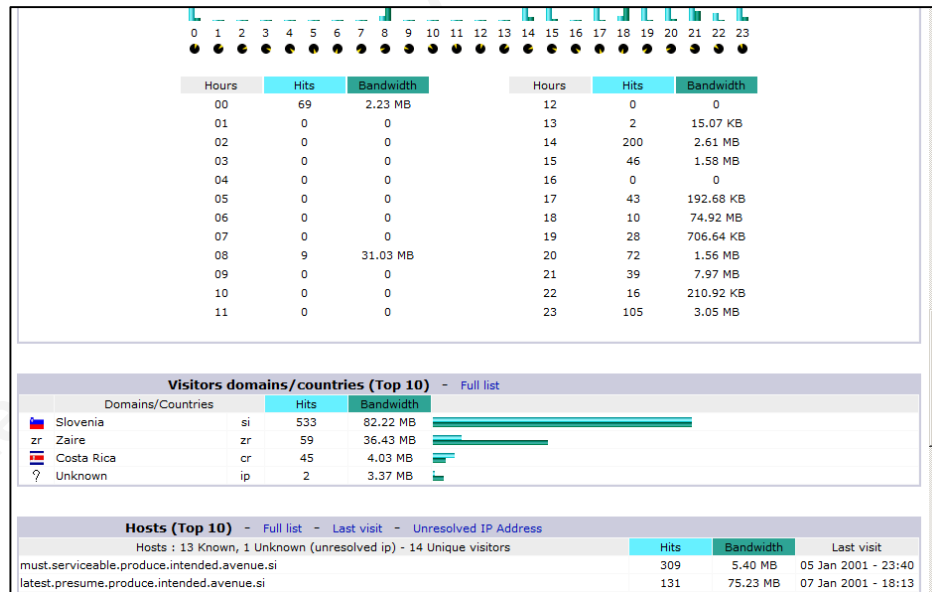 0 1 2 3 4 5 6 7 8 9 10 11 12 13 14 15 16 17 18 19 20 21 22 23
Hours Hits Bandwidth Hours Hits Bandwidth
00 69 2.23 MB 12 0 0
01 0 0 13 2 15.07 KB
02 0 0 14 200 2.61 MB
03 0 0 15 46 1.58 MB
04 0 0 16 0 0
05 0 0 17 43 192.68 KB
06 0 0 18 10 74.92 MB
07 0 0 19 28 706.64 KB
08 9 31.03 MB 20 72 1.56 MB
09 0 0 21 39 7.97 MB
10 0 0 22 16 210.92 KB
11 0 0 23 105 3.05 MB
Visitors domains/countries (Top 10) - Full list
Domains/Countries Hits Bandwidth
Slovenia si 533 82.22 MB
zr Zaire zr 59 36.43 MB
Costa Rica cr 45 4.03 MB
? Unknown ip 2 3.37 MB
Hosts (Top 10) - Full list - Last visit - Unresolved IP Address
Hosts : 13 Known, 1 Unknown (unresolved ip) - 14 Unique visitors Hits Bandwidth Last visit
must.serviceable.produce.intended.avenue.si 309 5.40 MB 05 Jan 2001 - 23:40
latest.presume.produce.intended.avenue.si 131 75.23 MB 07 Jan 2001 - 18:13